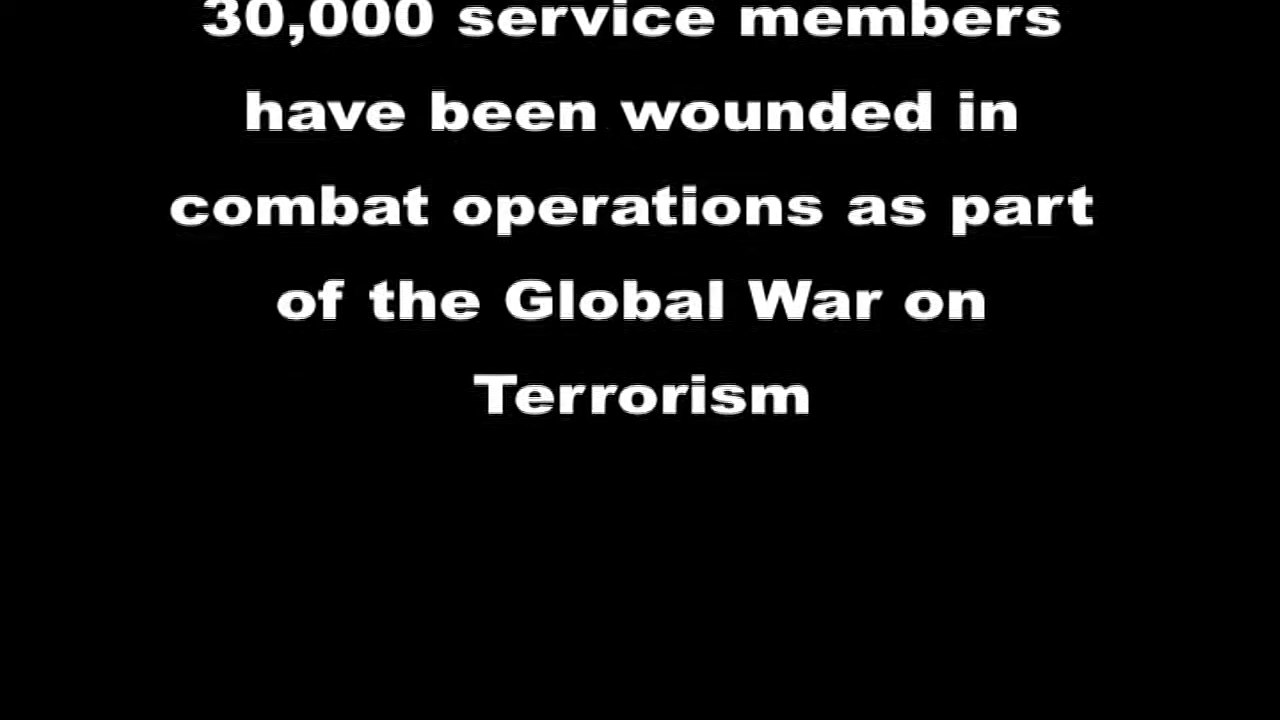 30,000 service members
have been wounded in
combat operations as part
of the Global War on
Terrorism